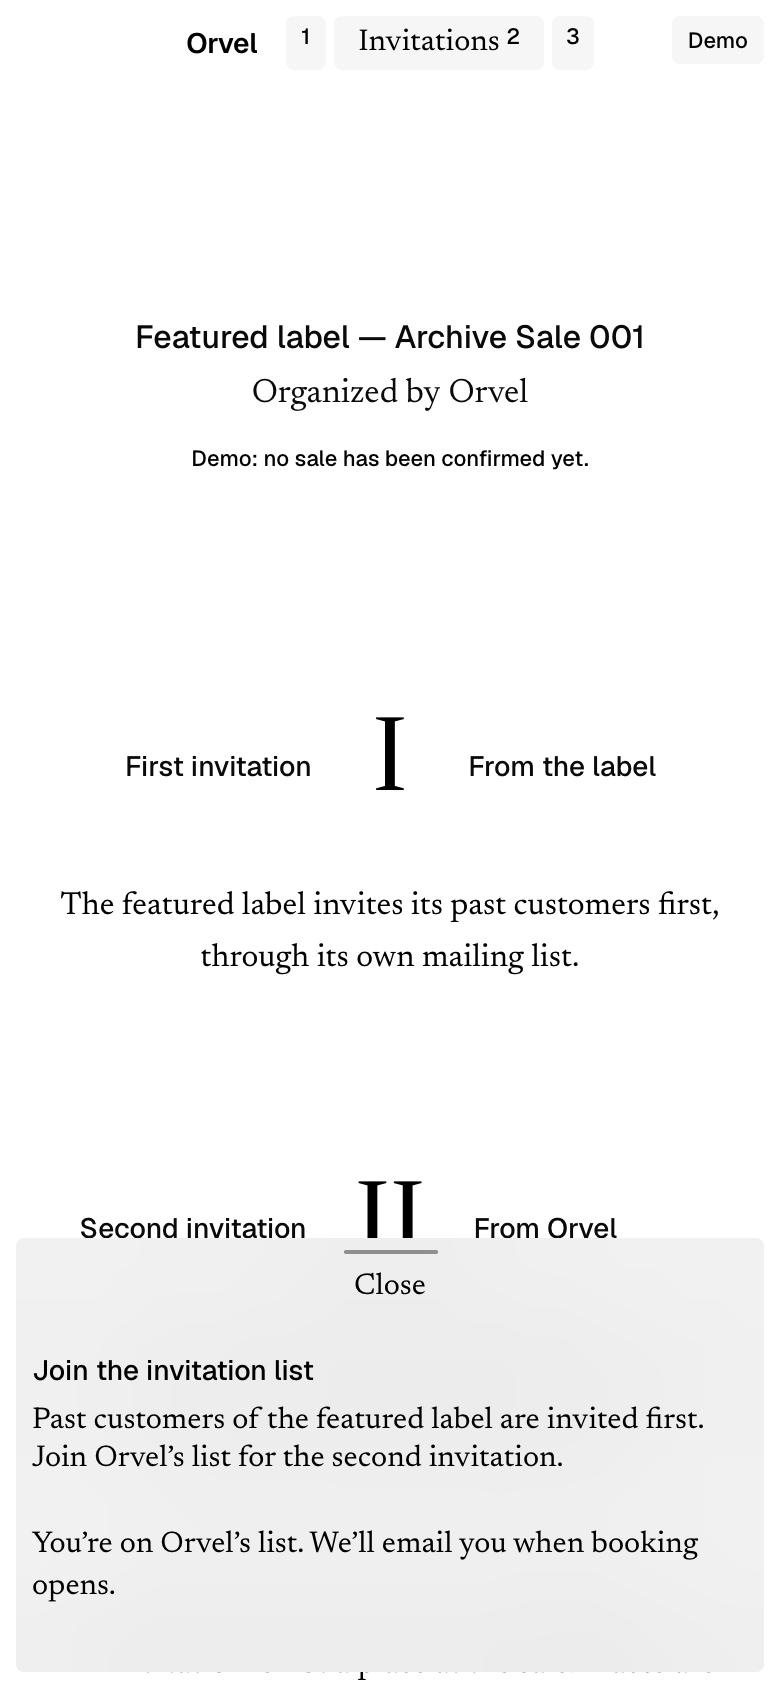 Orvel 1 Invitations 2 3 Demo
Featured label — Archive Sale 001
Organized by Orvel
Demo: no sale has been confirmed yet.
First invitation I From the label
The featured label invites its past customers first,
through its own mailing list.
Second invitation II From Orvel
Close
Join the invitation list
Past customers of the featured label are invited first.
Join Orvel’s list for the second invitation.
You’re on Orvel’s list. We’ll email you when booking
opens.